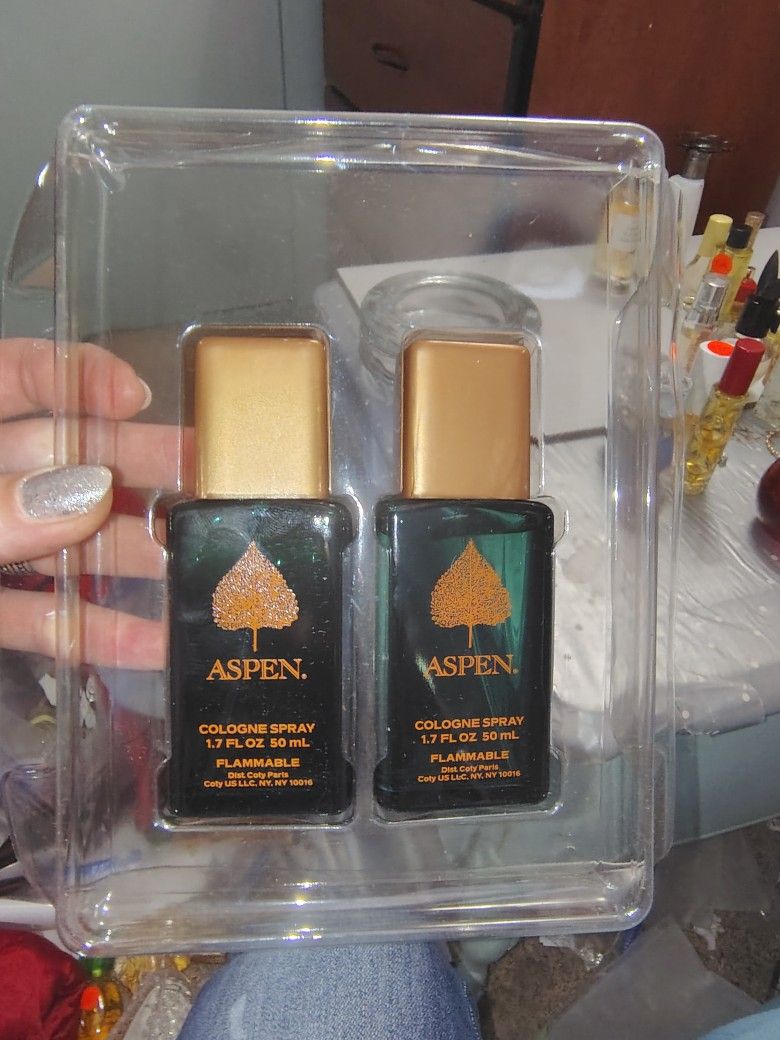 ASPEN.
COLOGNE SPRAY
1.7 FL OZ 50 mL
FLAMMABLE
Dist. Coty Paris
Coty US LLC, NY, NY 10016
ASPEN.
COLOGNE SPRAY
1.7 FL OZ 50 mL
FLAMMABLE
Dist. Coty Paris
Coty US LLC, NY, NY 10016